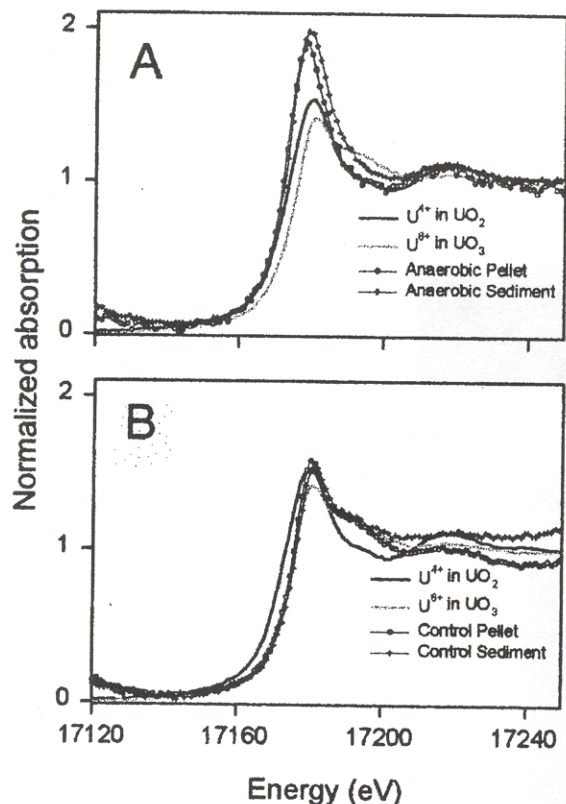 2
A
1
U⁴⁺ in UO₂
U⁶⁺ in UO₃
Anaerobic Pellet
Anaerobic Sediment
0
Normalized absorption
2
B
1
U⁴⁺ in UO₂
U⁶⁺ in UO₃
Control Pellet
Control Sediment
0
17120 17160 17200 17240
Energy (eV)